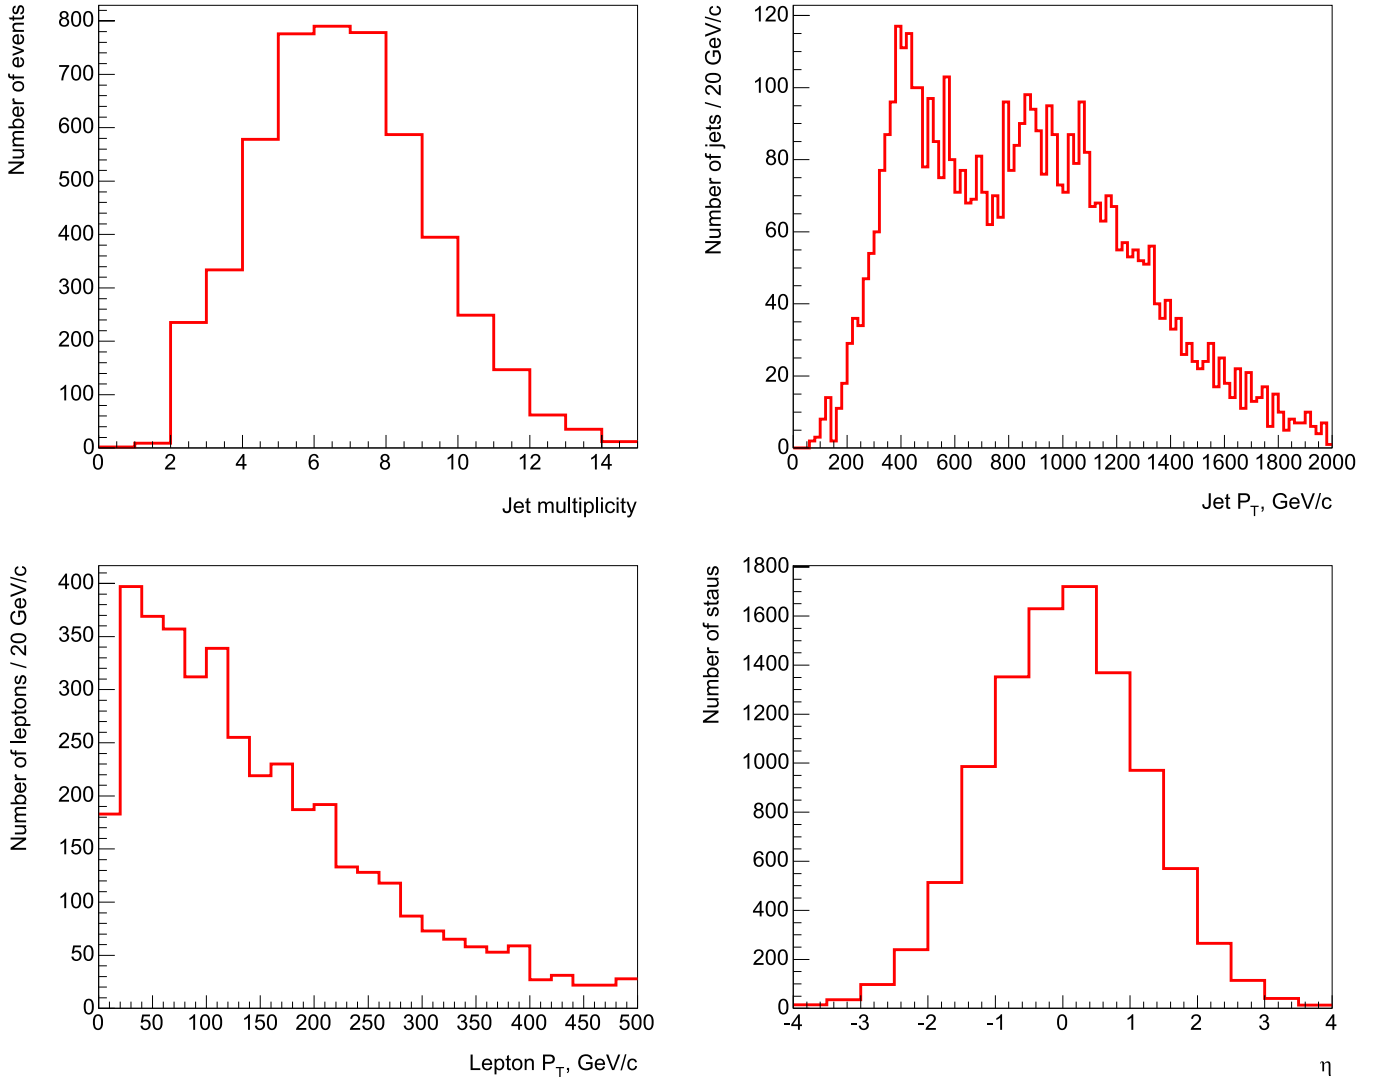 Number of events
800
700
600
500
400
300
200
100
0
0 2 4 6 8 10 12 14
Jet multiplicity
Number of jets / 20 GeV/c
120
100
80
60
40
20
0
0 200 400 600 800 1000 1200 1400 1600 1800 2000
Jet P_T, GeV/c
Number of leptons / 20 GeV/c
400
350
300
250
200
150
100
50
0
0 50 100 150 200 250 300 350 400 450 500
Lepton P_T, GeV/c
Number of staus
1800
1600
1400
1200
1000
800
600
400
200
0
-4 -3 -2 -1 0 1 2 3 4
η